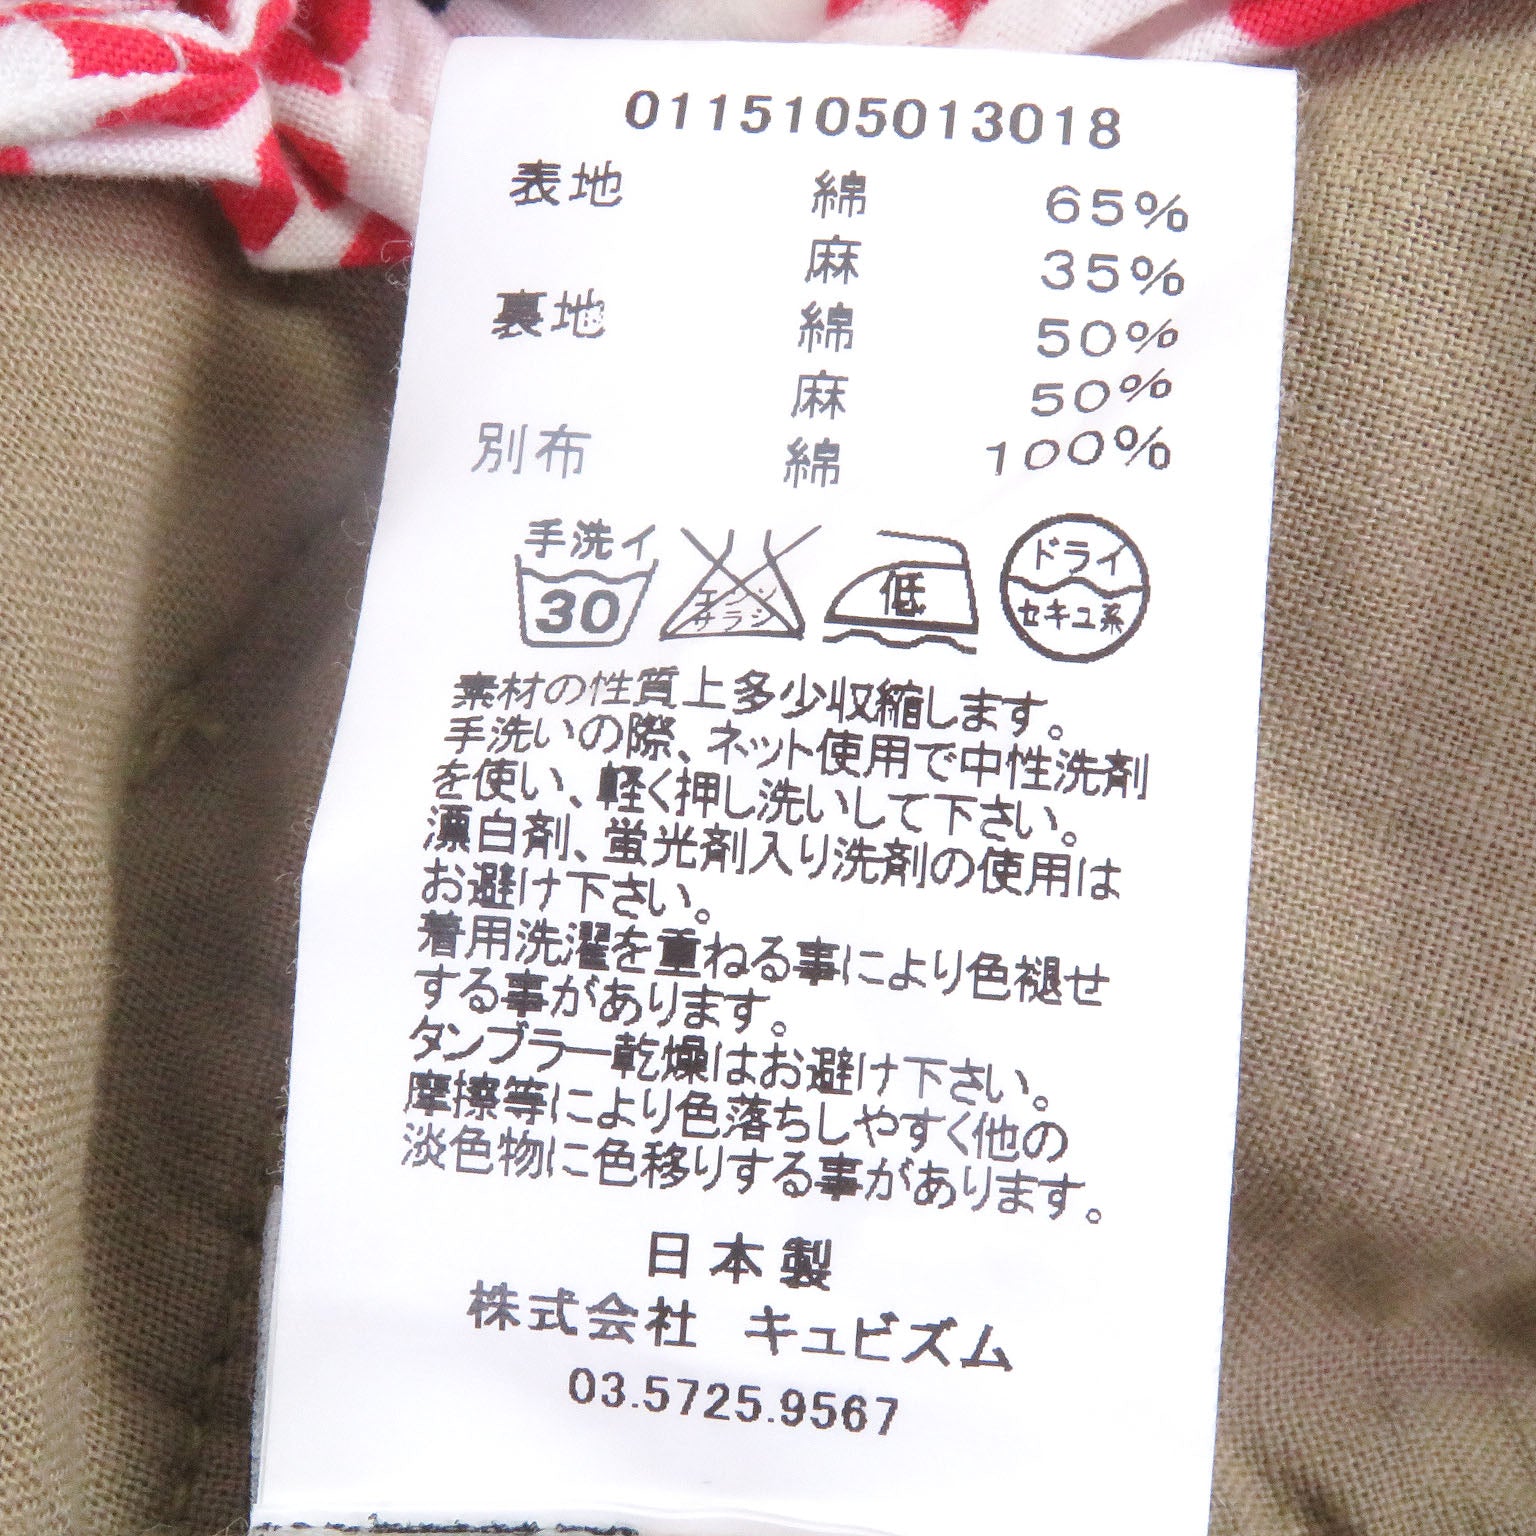 0115105013018
表地 綿 65%
麻 35%
裏地 綿 50%
麻 50%
別布 綿 100%
手洗イ
30
エンソ
サラシ
低
ドライ
セキユ系
素材の性質上多少収縮します。
手洗いの際、ネット使用で中性洗剤
を使い、軽く押し洗いして下さい。
漂白剤、蛍光剤入り洗剤の使用は
お避け下さい。
着用洗濯を重ねる事により色褪せ
する事があります。
タンブラー乾燥はお避け下さい。
摩擦等により色落ちしやすく他の
淡色物に色移りする事があります。
日本製
株式会社 キュビズム
03.5725.9567